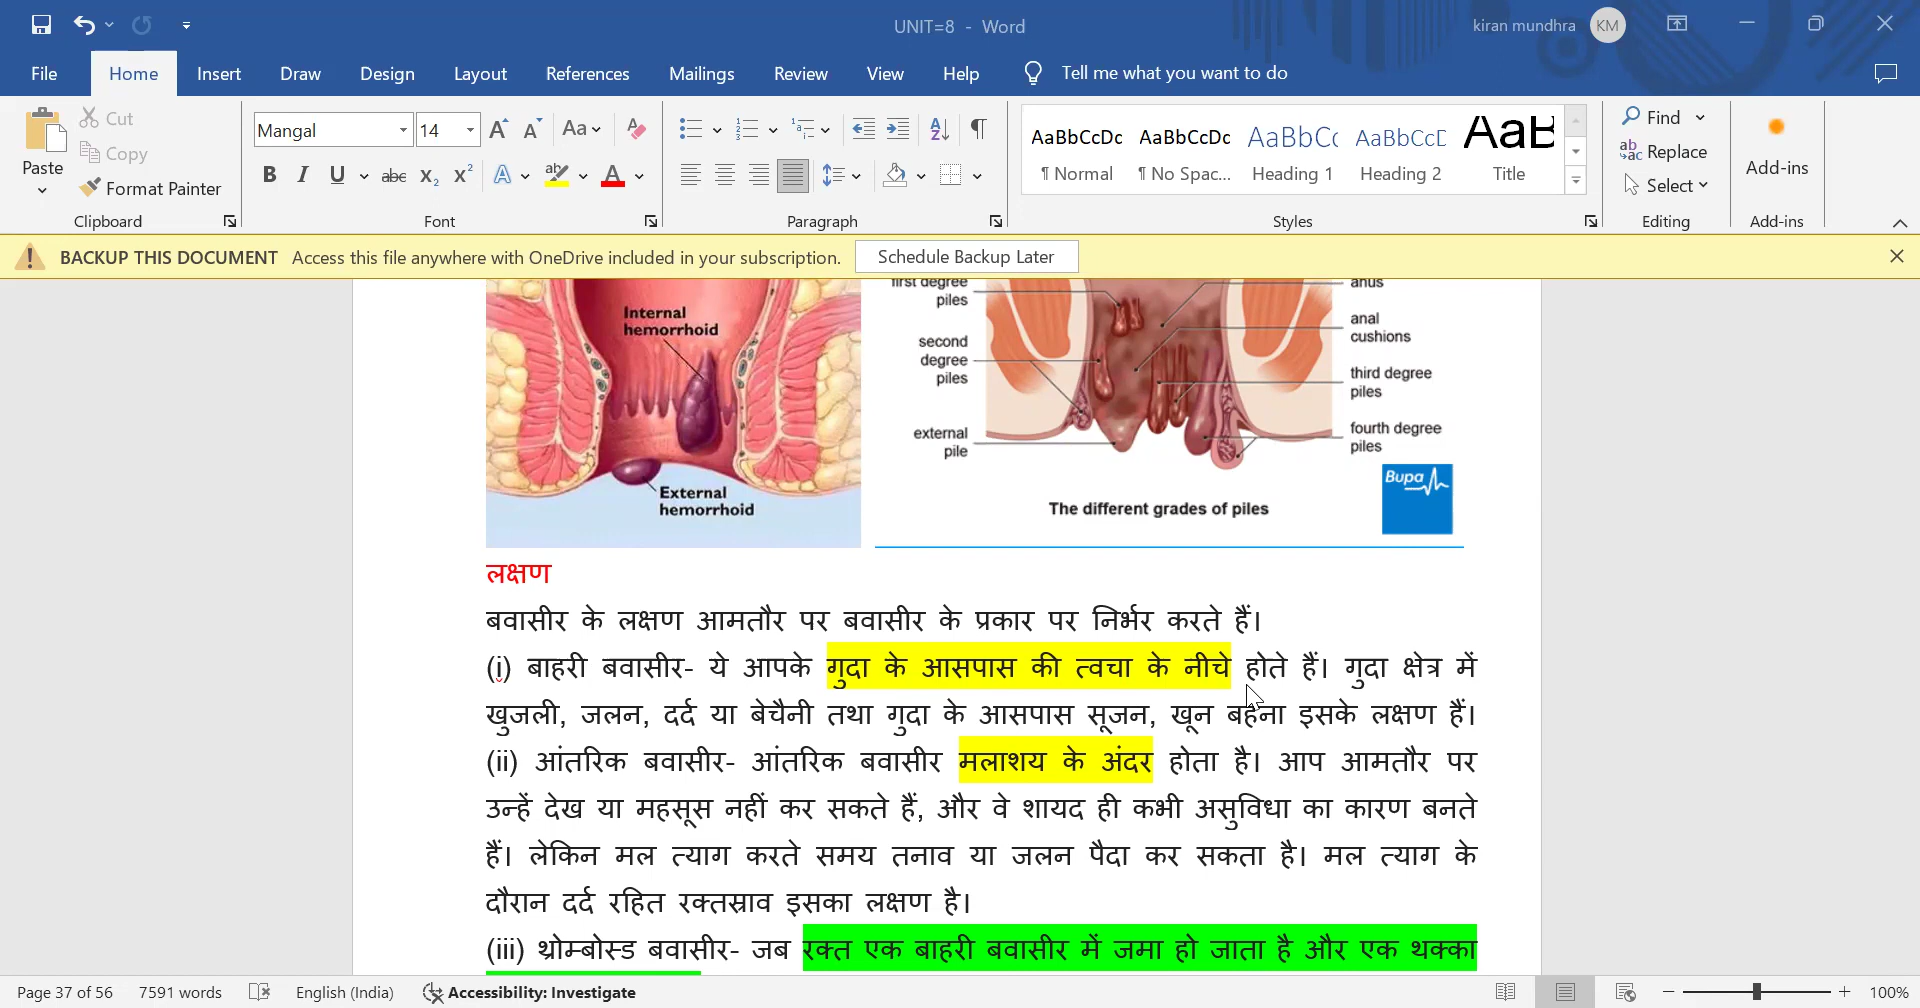 UNIT=8 - Word
kiran mundhra
KM
File
Home
Insert
Draw
Design
Layout
References
Mailings
Review
View
Help
Tell me what you want to do
Paste
Cut
Copy
Format Painter
Clipboard
Mangal
14
Font
Paragraph
AaBbCcDc
AaBbCcDc
AaBbCc
AaBbCcE
AaB
¶ Normal
¶ No Spac...
Heading 1
Heading 2
Title
Styles
Find
Replace
Select
Editing
Add-ins
Add-ins
BACKUP THIS DOCUMENT Access this file anywhere with OneDrive included in your subscription.
Schedule Backup Later
Internal
hemorrhoid
External
hemorrhoid
first degree
piles
second
degree
piles
external
pile
anus
anal
cushions
third degree
piles
fourth degree
piles
The different grades of piles
Bupa
लक्षण
बवासीर के लक्षण आमतौर पर बवासीर के प्रकार पर निर्भर करते हैं।
(i) बाहरी बवासीर- ये आपके गुदा के आसपास की त्वचा के नीचे होते हैं। गुदा क्षेत्र में
खुजली, जलन, दर्द या बेचैनी तथा गुदा के आसपास सूजन, खून बहना इसके लक्षण हैं।
(ii) आंतरिक बवासीर- आंतरिक बवासीर मलाशय के अंदर होता है। आप आमतौर पर
उन्हें देख या महसूस नहीं कर सकते हैं, और वे शायद ही कभी असुविधा का कारण बनते
हैं। लेकिन मल त्याग करते समय तनाव या जलन पैदा कर सकता है। मल त्याग के
दौरान दर्द रहित रक्तस्राव इसका लक्षण है।
(iii) थ्रोम्बोस्ड बवासीर- जब रक्त एक बाहरी बवासीर में जमा हो जाता है और एक थक्का
Page 37 of 56
7591 words
English (India)
Accessibility: Investigate
100%